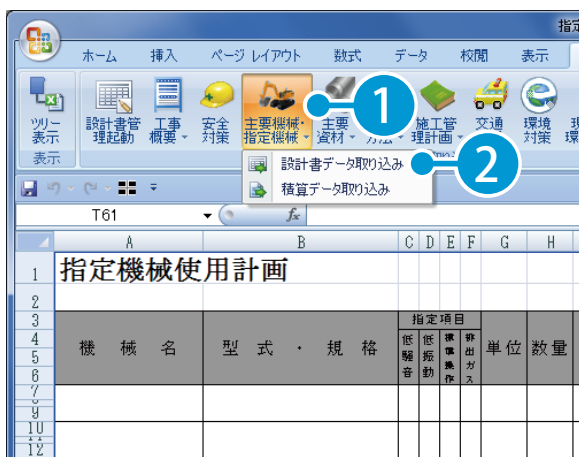 指定
ホーム 挿入 ページ レイアウト 数式 データ 校閲 表示
ツリー表示 設計書管理起動 工事概要 安全対策 主要機械・指定機械 主要資材 方法 施工管理計画 交通 環境対策
表示
1
設計書データ取り込み
2
積算データ取り込み
T61 fx
A B C D E F G H
1 指定機械使用計画
2
3 指定項目
4 機械名 型式・規格 低騒音 低振動 標準操作 排出ガス 単位 数量
5
6
7
9
10
12